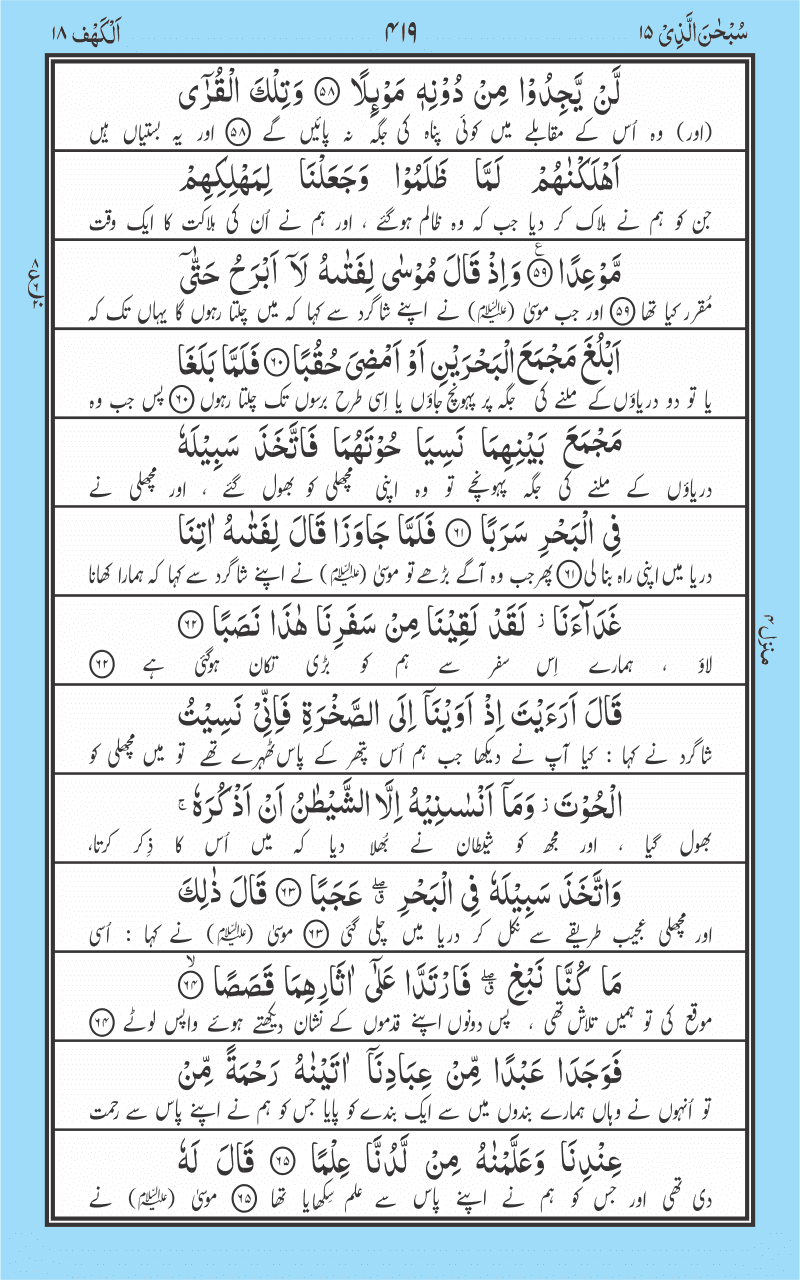 سُبْحٰنَ الَّذِیْ ۱۵
۴۱۹
اَلْکَهْف ۱۸
لَّنْ یَّجِدُوْا مِنْ دُوْنِهٖ مَوْىِٕلًا ۵۸ وَتِلْكَ الْقُرٰۤی
(اور) وہ اُس کے مقابلے میں کوئی پناہ کی جگہ نہ پائیں گے ۵۸ اور یہ بستیاں ہیں
اَهْلَكْنٰهُمْ لَمَّا ظَلَمُوْا وَجَعَلْنَا لِمَهْلِكِهِمْ
جن کو ہم نے ہلاک کر دیا جب کہ وہ ظالم ہوگئے ، اور ہم نے اُن کی ہلاکت کا ایک وقت
مَّوْعِدًا ۵۹ ع وَاِذْ قَالَ مُوْسٰی لِفَتٰىهُ لَاۤ اَبْرَحُ حَتّٰۤی
مُقرر کیا تھا ۵۹ اور جب موسیٰ (علیہ السلام) نے اپنے شاگرد سے کہا کہ میں چلتا رہوں گا یہاں تک کہ
اَبْلُغَ مَجْمَعَ الْبَحْرَیْنِ اَوْ اَمْضِیَ حُقُبًا ۶۰ فَلَمَّا بَلَغَا
یا تو دو دریاؤں کے ملنے کی جگہ پر پہونچ جاؤں یا اِسی طرح برسوں تک چلتا رہوں ۶۰ پس جب وہ
مَجْمَعَ بَیْنِهِمَا نَسِیَا حُوْتَهُمَا فَاتَّخَذَ سَبِیْلَهٗ
دریاؤں کے ملنے کی جگہ پہونچے تو وہ اپنی مچھلی کو بھول گئے ، اور مچھلی نے
فِی الْبَحْرِ سَرَبًا ۶۱ فَلَمَّا جَاوَزَا قَالَ لِفَتٰىهُ اٰتِنَا
دریا میں اپنی راہ بنا لی ۶۱ پھر جب وہ آگے بڑھے تو موسیٰ (علیہ السلام) نے اپنے شاگرد سے کہا کہ ہمارا کھانا
غَدَآءَنَا ز لَقَدْ لَقِیْنَا مِنْ سَفَرِنَا هٰذَا نَصَبًا ۶۲
لاؤ ، ہمارے اِس سفر سے ہم کو بڑی تکان ہوگئی ہے ۶۲
قَالَ اَرَءَیْتَ اِذْ اَوَیْنَاۤ اِلَی الصَّخْرَةِ فَاِنِّیْ نَسِیْتُ
شاگرد نے کہا : کیا آپ نے دیکھا جب ہم اُس پتھر کے پاس ٹھہرے تھے تو میں مچھلی کو
الْحُوْتَ ز وَمَاۤ اَنْسٰىنِیْهُ اِلَّا الشَّیْطٰنُ اَنْ اَذْكُرَهٗ ج
بھول گیا ، اور مجھ کو شیطان نے بُھلا دیا کہ میں اُس کا ذِکر کرتا،
وَاتَّخَذَ سَبِیْلَهٗ فِی الْبَحْرِ ۖق عَجَبًا ۶۳ قَالَ ذٰلِكَ
اور مچھلی عجیب طریقے سے نکل کر دریا میں چلی گئی ۶۳ موسیٰ (علیہ السلام) نے کہا : اُسی
مَا كُنَّا نَبْغِ ۖق فَارْتَدَّا عَلٰۤی اٰثَارِهِمَا قَصَصًا ۶۴ لا
موقع کی تو ہمیں تلاش تھی ، پس دونوں اپنے قدموں کے نشان دیکھتے ہوئے واپس لوٹے ۶۴
فَوَجَدَا عَبْدًا مِّنْ عِبَادِنَاۤ اٰتَیْنٰهُ رَحْمَةً مِّنْ
تو اُنہوں نے وہاں ہمارے بندوں میں سے ایک بندے کو پایا جس کو ہم نے اپنے پاس سے رحمت
عِنْدِنَا وَعَلَّمْنٰهُ مِنْ لَّدُنَّا عِلْمًا ۶۵ قَالَ لَهٗ
دی تھی اور جس کو ہم نے اپنے پاس سے علم سِکھایا تھا ۶۵ موسیٰ (علیہ السلام) نے
منزل ۴